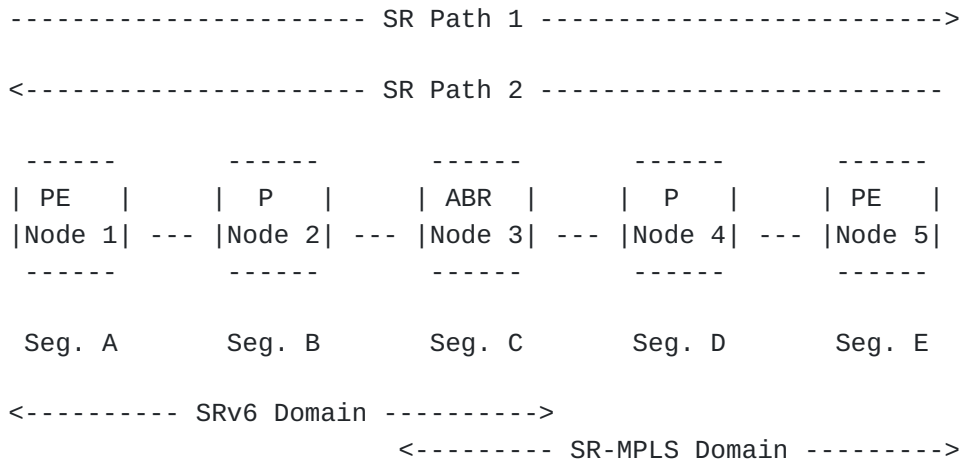 ---------------------- SR Path 1 ------------------------->
<---------------------- SR Path 2 -------------------------
 ------       ------       ------       ------       ------
| PE   |     |  P   |     | ABR  |     |  P   |     | PE   |
|Node 1| --- |Node 2| --- |Node 3| --- |Node 4| --- |Node 5|
 ------       ------       ------       ------       ------
 Seg. A       Seg. B       Seg. C       Seg. D       Seg. E
<---------- SRv6 Domain ---------->
                        <--------- SR-MPLS Domain --------->